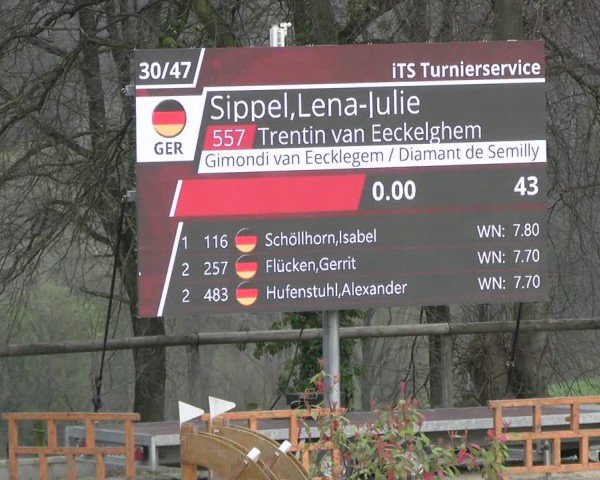 30/47 iTS Turnierservice
GER
Sippel,Lena-Julie
557 Trentin van Eeckelghem
Gimondi van Eecklegem / Diamant de Semilly
0.00 43
1 116 Schöllhorn,Isabel WN: 7.80
2 257 Flücken,Gerrit WN: 7.70
2 483 Hufenstuhl,Alexander WN: 7.70